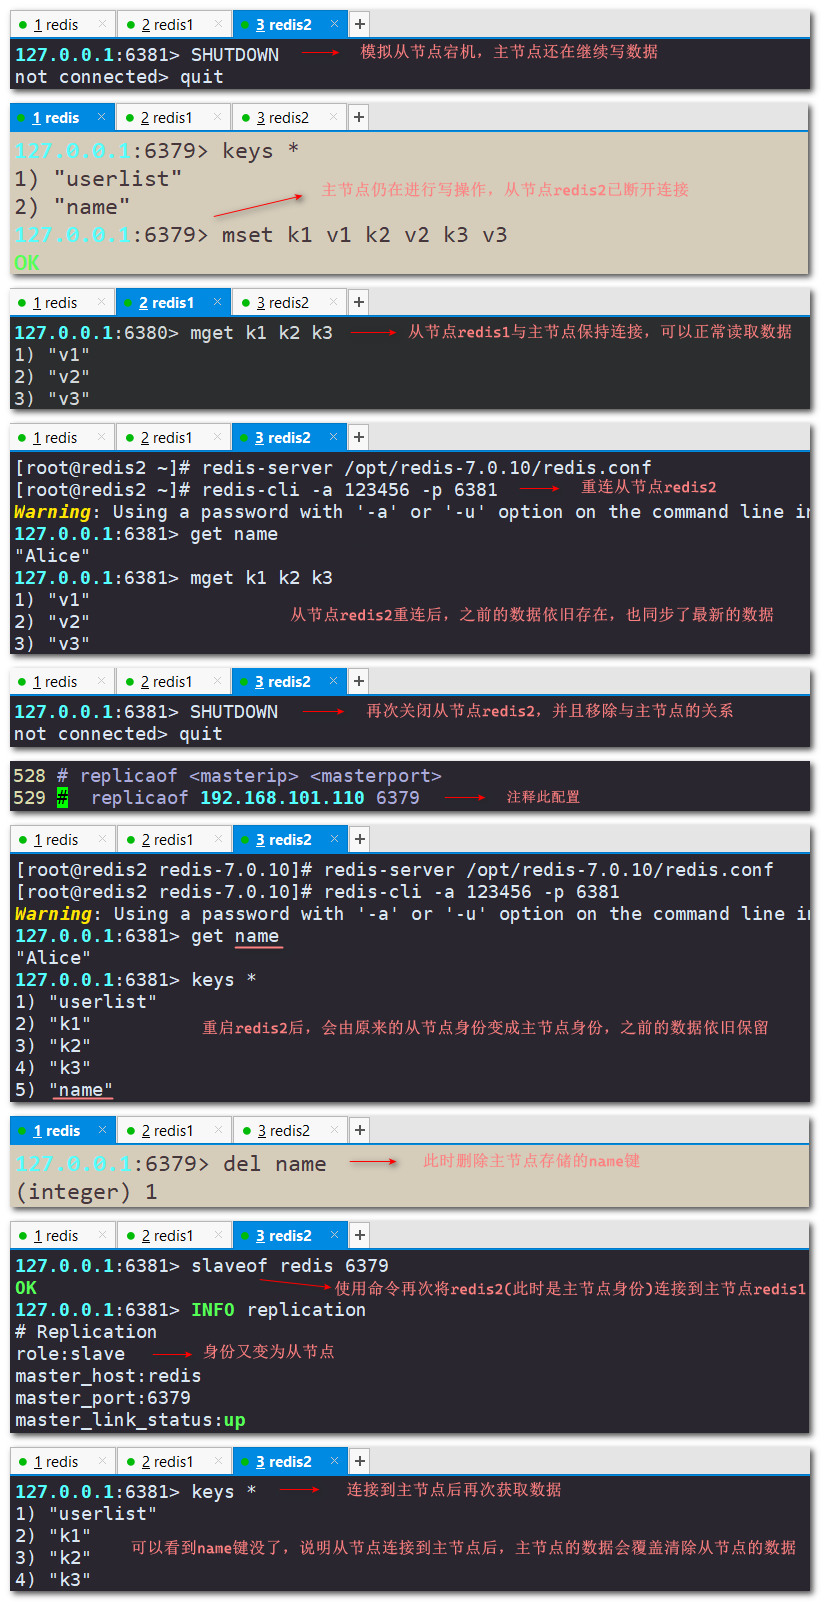 1 redis × 2 redis1 × 3 redis2 × +
127.0.0.1:6381> SHUTDOWN 模拟从节点宕机，主节点还在继续写数据
not connected> quit
1 redis × 2 redis1 × 3 redis2 × +
127.0.0.1:6379> keys *
1) "userlist"
主节点仍在进行写操作，从节点redis2已断开连接
2) "name"
127.0.0.1:6379> mset k1 v1 k2 v2 k3 v3
OK
1 redis × 2 redis1 × 3 redis2 × +
127.0.0.1:6380> mget k1 k2 k3 从节点redis1与主节点保持连接，可以正常读取数据
1) "v1"
2) "v2"
3) "v3"
1 redis × 2 redis1 × 3 redis2 × +
[root@redis2 ~]# redis-server /opt/redis-7.0.10/redis.conf
[root@redis2 ~]# redis-cli -a 123456 -p 6381 重连从节点redis2
Warning: Using a password with '-a' or '-u' option on the command line in
127.0.0.1:6381> get name
"Alice"
127.0.0.1:6381> mget k1 k2 k3
1) "v1"
2) "v2" 从节点redis2重连后，之前的数据依旧存在，也同步了最新的数据
3) "v3"
1 redis × 2 redis1 × 3 redis2 × +
127.0.0.1:6381> SHUTDOWN 再次关闭从节点redis2，并且移除与主节点的关系
not connected> quit
528 # replicaof <masterip> <masterport>
529 # replicaof 192.168.101.110 6379 注释此配置
1 redis × 2 redis1 × 3 redis2 × +
[root@redis2 redis-7.0.10]# redis-server /opt/redis-7.0.10/redis.conf
[root@redis2 redis-7.0.10]# redis-cli -a 123456 -p 6381
Warning: Using a password with '-a' or '-u' option on the command line in
127.0.0.1:6381> get name
"Alice"
127.0.0.1:6381> keys *
1) "userlist"
2) "k1" 重启redis2后，会由原来的从节点身份变成主节点身份，之前的数据依旧保留
3) "k2"
4) "k3"
5) "name"
1 redis × 2 redis1 × 3 redis2 × +
127.0.0.1:6379> del name 此时删除主节点存储的name键
(integer) 1
1 redis × 2 redis1 × 3 redis2 × +
127.0.0.1:6381> slaveof redis 6379
OK 使用命令再次将redis2(此时是主节点身份)连接到主节点redis1
127.0.0.1:6381> INFO replication
# Replication
role:slave 身份又变为从节点
master_host:redis
master_port:6379
master_link_status:up
1 redis × 2 redis1 × 3 redis2 × +
127.0.0.1:6381> keys * 连接到主节点后再次获取数据
1) "userlist"
2) "k1"
可以看到name键没了，说明从节点连接到主节点后，主节点的数据会覆盖清除从节点的数据
3) "k2"
4) "k3"